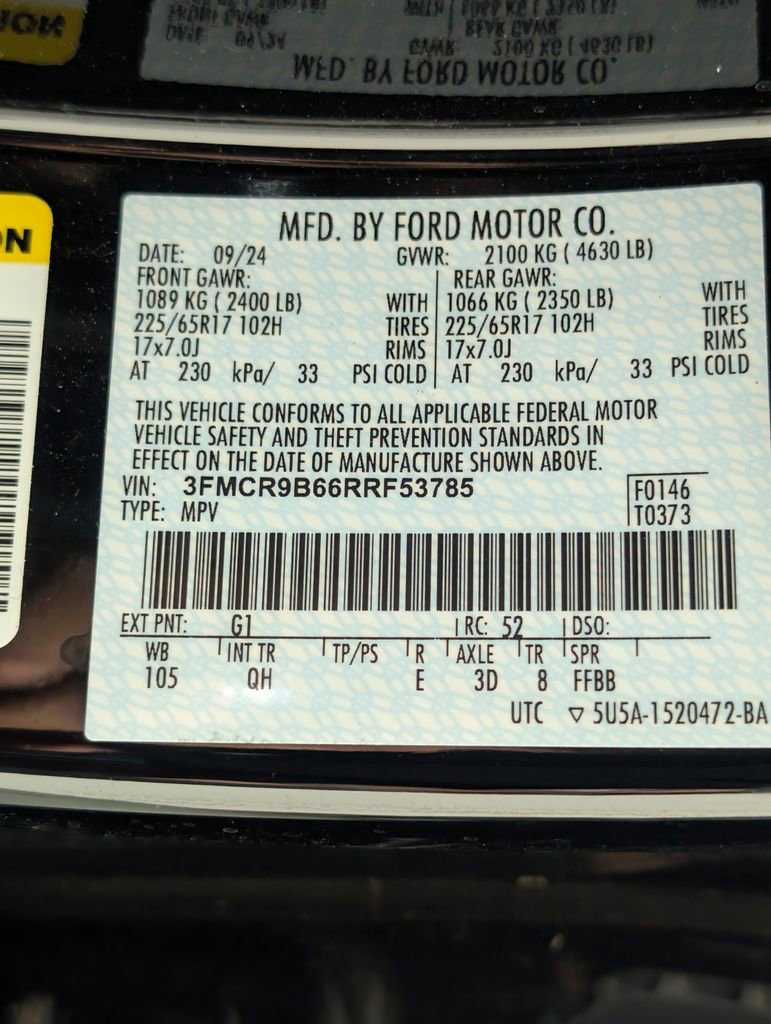 MFD. BY FORD MOTOR CO.
DATE: 09/24 GVWR: 2100 KG ( 4630 LB)
FRONT GAWR: REAR GAWR:
1089 KG ( 2400 LB) WITH 1066 KG ( 2350 LB) WITH
225/65R17 102H TIRES 225/65R17 102H TIRES
17x7.0J RIMS 17x7.0J RIMS
AT 230 kPa/ 33 PSI COLD AT 230 kPa/ 33 PSI COLD
THIS VEHICLE CONFORMS TO ALL APPLICABLE FEDERAL MOTOR
VEHICLE SAFETY AND THEFT PREVENTION STANDARDS IN
EFFECT ON THE DATE OF MANUFACTURE SHOWN ABOVE.
VIN: 3FMCR9B66RRF53785 F0146
TYPE: MPV T0373
EXT PNT: G1 RC: 52 DSO:
WB INT TR TP/PS R AXLE TR SPR
105 QH E 3D 8 FFBB
UTC ▽ 5U5A-1520472-BA